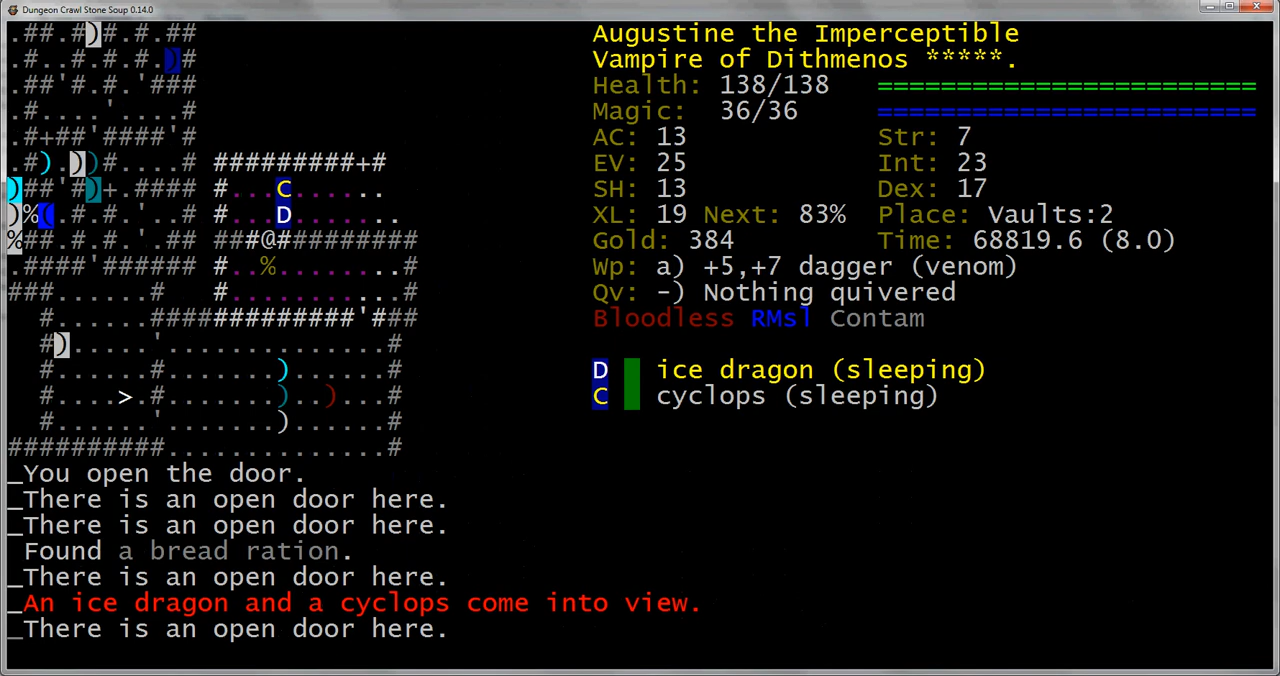 Dungeon Crawl Stone Soup 0.14.0
.##.#)#.#.##
.#..#.#.#.)#
.##'#.#.'###
.#....'....#
.#+##'####'#
.#).))#....# #########+#
)##'#)+.#### #...C.......
)%(.#.#.'..# #...D.......
%##.#.#.'.## ###@#########
.####'###### #..%........#
###......# #............#
#......###########'###
#).....'..............#
#......#.......)......#
#....>.#.......).)....#
#......'.......)......#
########## ..............#
Augustine the Imperceptible
Vampire of Dithmenos *****.
Health: 138/138 ========================
Magic: 36/36 ========================
AC: 13 Str: 7
EV: 25 Int: 23
SH: 13 Dex: 17
XL: 19 Next: 83% Place: Vaults:2
Gold: 384 Time: 68819.6 (8.0)
Wp: a) +5,+7 dagger (venom)
Qv: -) Nothing quivered
Bloodless RMsl Contam
D ice dragon (sleeping)
C cyclops (sleeping)
_You open the door.
_There is an open door here.
_There is an open door here.
Found a bread ration.
_There is an open door here.
_An ice dragon and a cyclops come into view.
_There is an open door here.